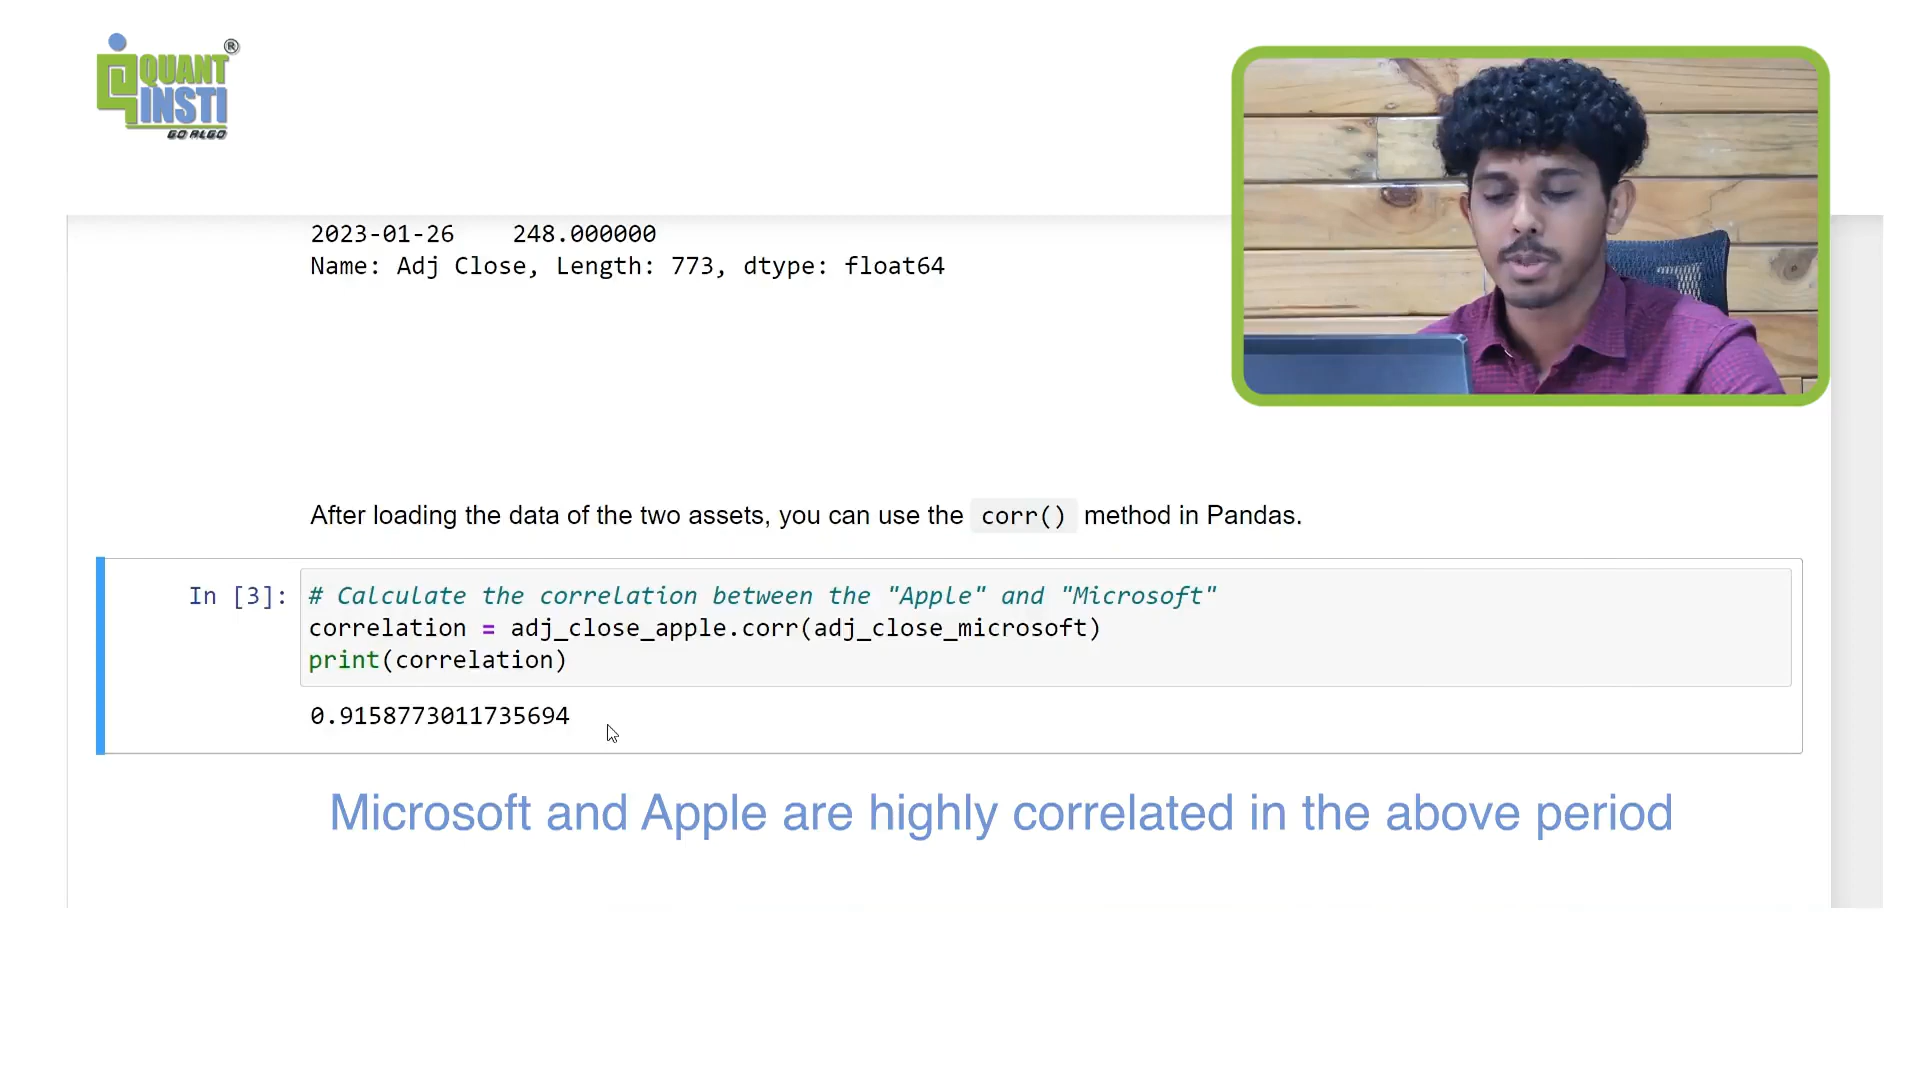 QUANT
INSTI
®
GO ALGO
2023-01-26    248.000000
Name: Adj Close, Length: 773, dtype: float64
After loading the data of the two assets, you can use the corr() method in Pandas.
In [3]: # Calculate the correlation between the "Apple" and "Microsoft"
correlation = adj_close_apple.corr(adj_close_microsoft)
print(correlation)
0.9158773011735694
Microsoft and Apple are highly correlated in the above period